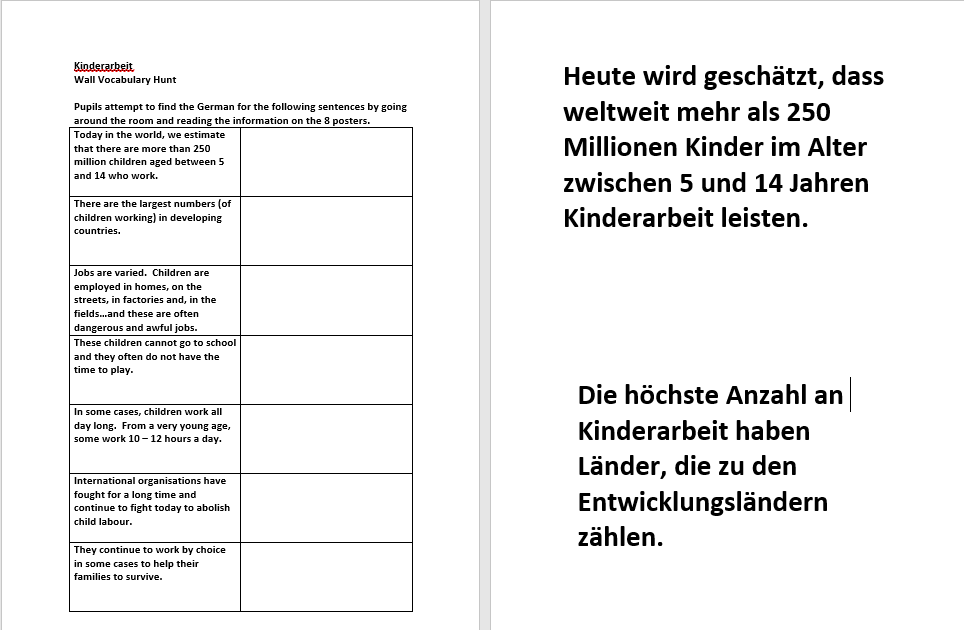 Kinderarbeit
Wall Vocabulary Hunt
Pupils attempt to find the German for the following sentences by going
around the room and reading the information on the 8 posters.
Today in the world, we estimate
that there are more than 250
million children aged between 5
and 14 who work.
There are the largest numbers (of
children working) in developing
countries.
Jobs are varied.  Children are
employed in homes, on the
streets, in factories and, in the
fields...and these are often
dangerous and awful jobs.
These children cannot go to school
and they often do not have the
time to play.
In some cases, children work all
day long.  From a very young age,
some work 10 – 12 hours a day.
International organisations have
fought for a long time and
continue to fight today to abolish
child labour.
They continue to work by choice
in some cases to help their
families to survive.
Heute wird geschätzt, dass
weltweit mehr als 250
Millionen Kinder im Alter
zwischen 5 und 14 Jahren
Kinderarbeit leisten.
Die höchste Anzahl an
Kinderarbeit haben
Länder, die zu den
Entwicklungsländern
zählen.